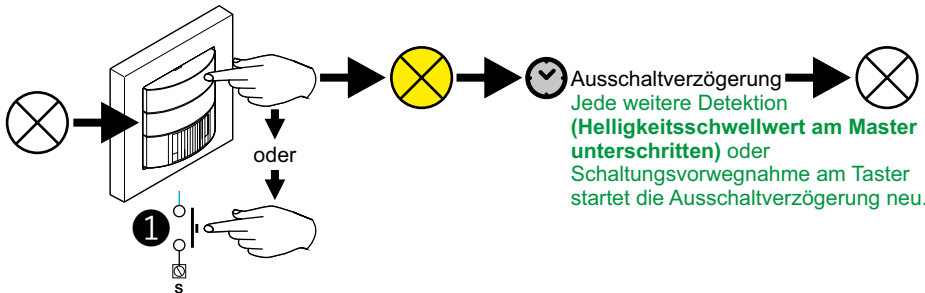 Ausschaltverzögerung
Jede weitere Detektion
(Helligkeitsschwellwert am Master
unterschritten) oder
Schaltungsvorwegnahme am Taster
startet die Ausschaltverzögerung neu.
oder
1
S